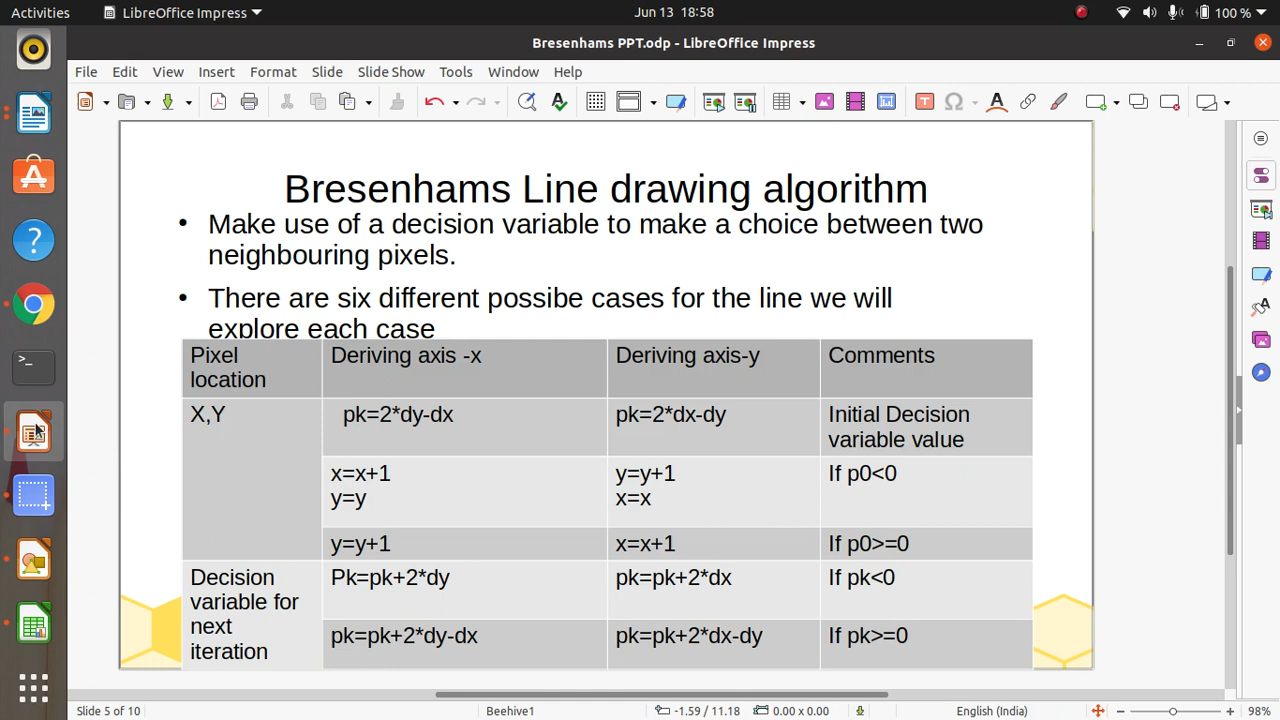 Activities
LibreOffice Impress
Jun 13 18:58
100 %
Bresenhams PPT.odp - LibreOffice Impress
File Edit View Insert Format Slide Slide Show Tools Window Help
Bresenhams Line drawing algorithm
• Make use of a decision variable to make a choice between two
neighbouring pixels.
• There are six different possibe cases for the line we will
explore each case
Pixel
location
Deriving axis -x
Deriving axis-y
Comments
X,Y
pk=2*dy-dx
pk=2*dx-dy
Initial Decision
variable value
x=x+1
y=y
y=y+1
x=x
If p0<0
y=y+1
x=x+1
If p0>=0
Decision
variable for
next
iteration
Pk=pk+2*dy
pk=pk+2*dx
If pk<0
pk=pk+2*dy-dx
pk=pk+2*dx-dy
If pk>=0
Slide 5 of 10
Beehive1
-1.59 / 11.18
0.00 x 0.00
English (India)
98%